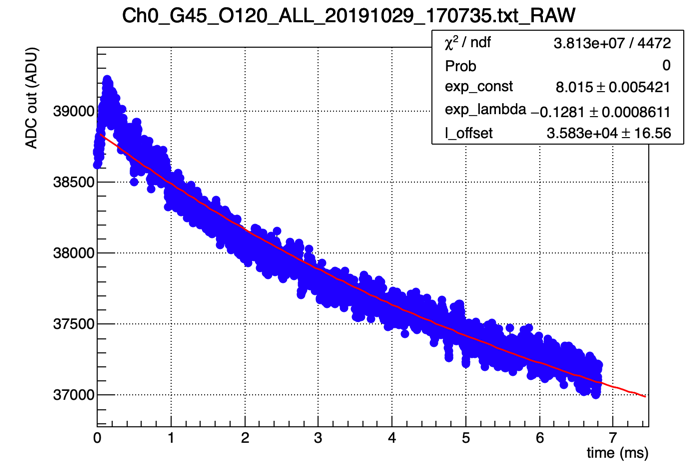 Ch0_G45_O120_ALL_20191029_170735.txt_RAW
χ² / ndf 3.813e+07 / 4472
Prob 0
exp_const 8.015 ± 0.005421
exp_lambda −0.1281 ± 0.0008611
l_offset 3.583e+04 ± 16.56
ADC out (ADU)
39000
38500
38000
37500
37000
0 1 2 3 4 5 6 7
time (ms)